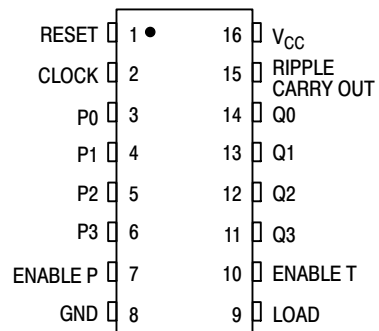 RESET 1 16 VCC
CLOCK 2 15 RIPPLE
CARRY OUT
P0 3 14 Q0
P1 4 13 Q1
P2 5 12 Q2
P3 6 11 Q3
ENABLE P 7 10 ENABLE T
GND 8 9 LOAD